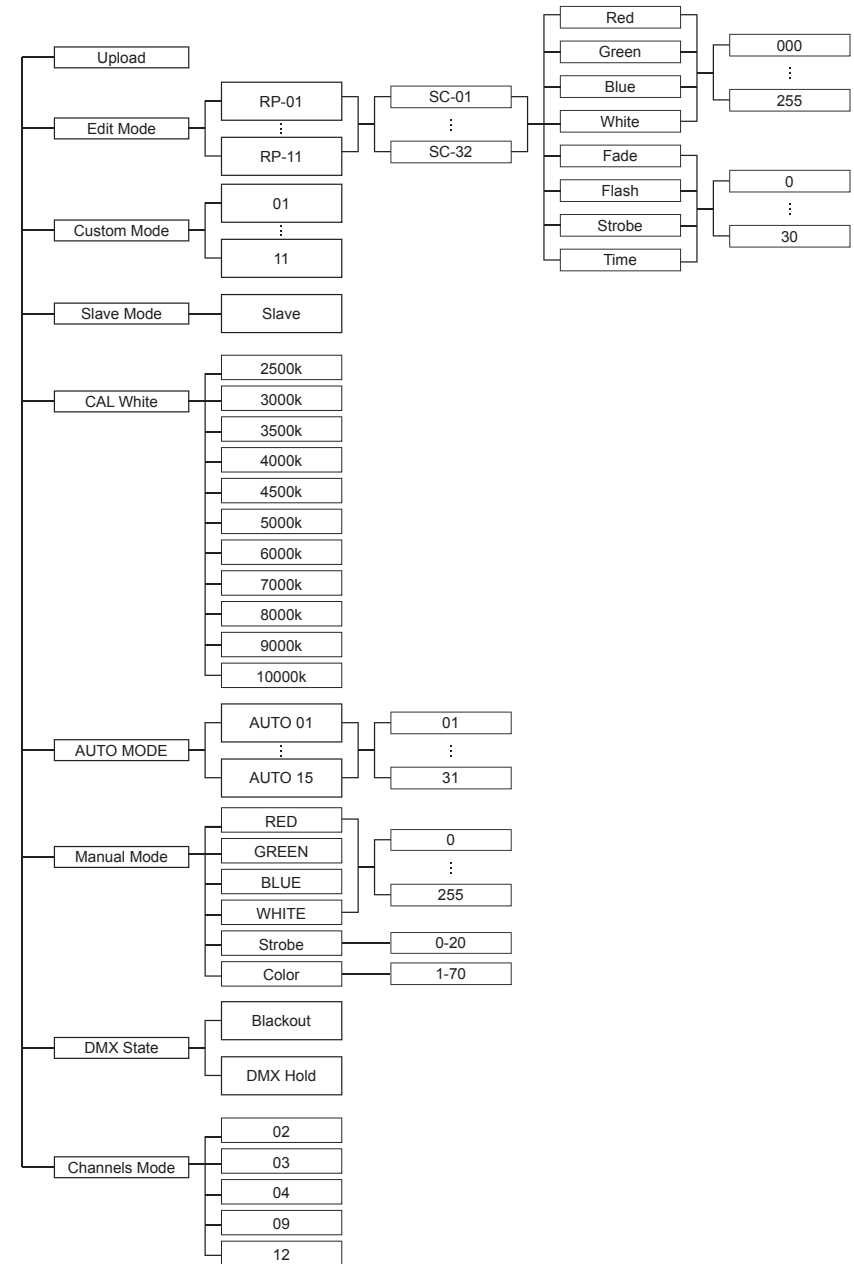 Upload
Edit Mode
RP-01
RP-11
SC-01
SC-32
Red
Green
Blue
White
Fade
Flash
Strobe
Time
000
255
0
30
Custom Mode
01
11
Slave Mode
Slave
CAL White
2500k
3000k
3500k
4000k
4500k
5000k
6000k
7000k
8000k
9000k
10000k
AUTO MODE
AUTO 01
AUTO 15
01
31
Manual Mode
RED
GREEN
BLUE
WHITE
0
255
Strobe
0-20
Color
1-70
DMX State
Blackout
DMX Hold
Channels Mode
02
03
04
09
12